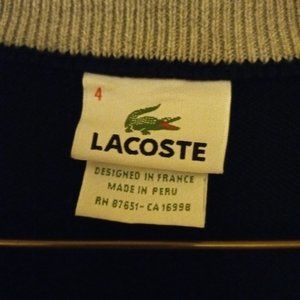 4
LACOSTE
DESIGNED IN FRANCE
MADE IN PERU
RN 87651-CA 16998